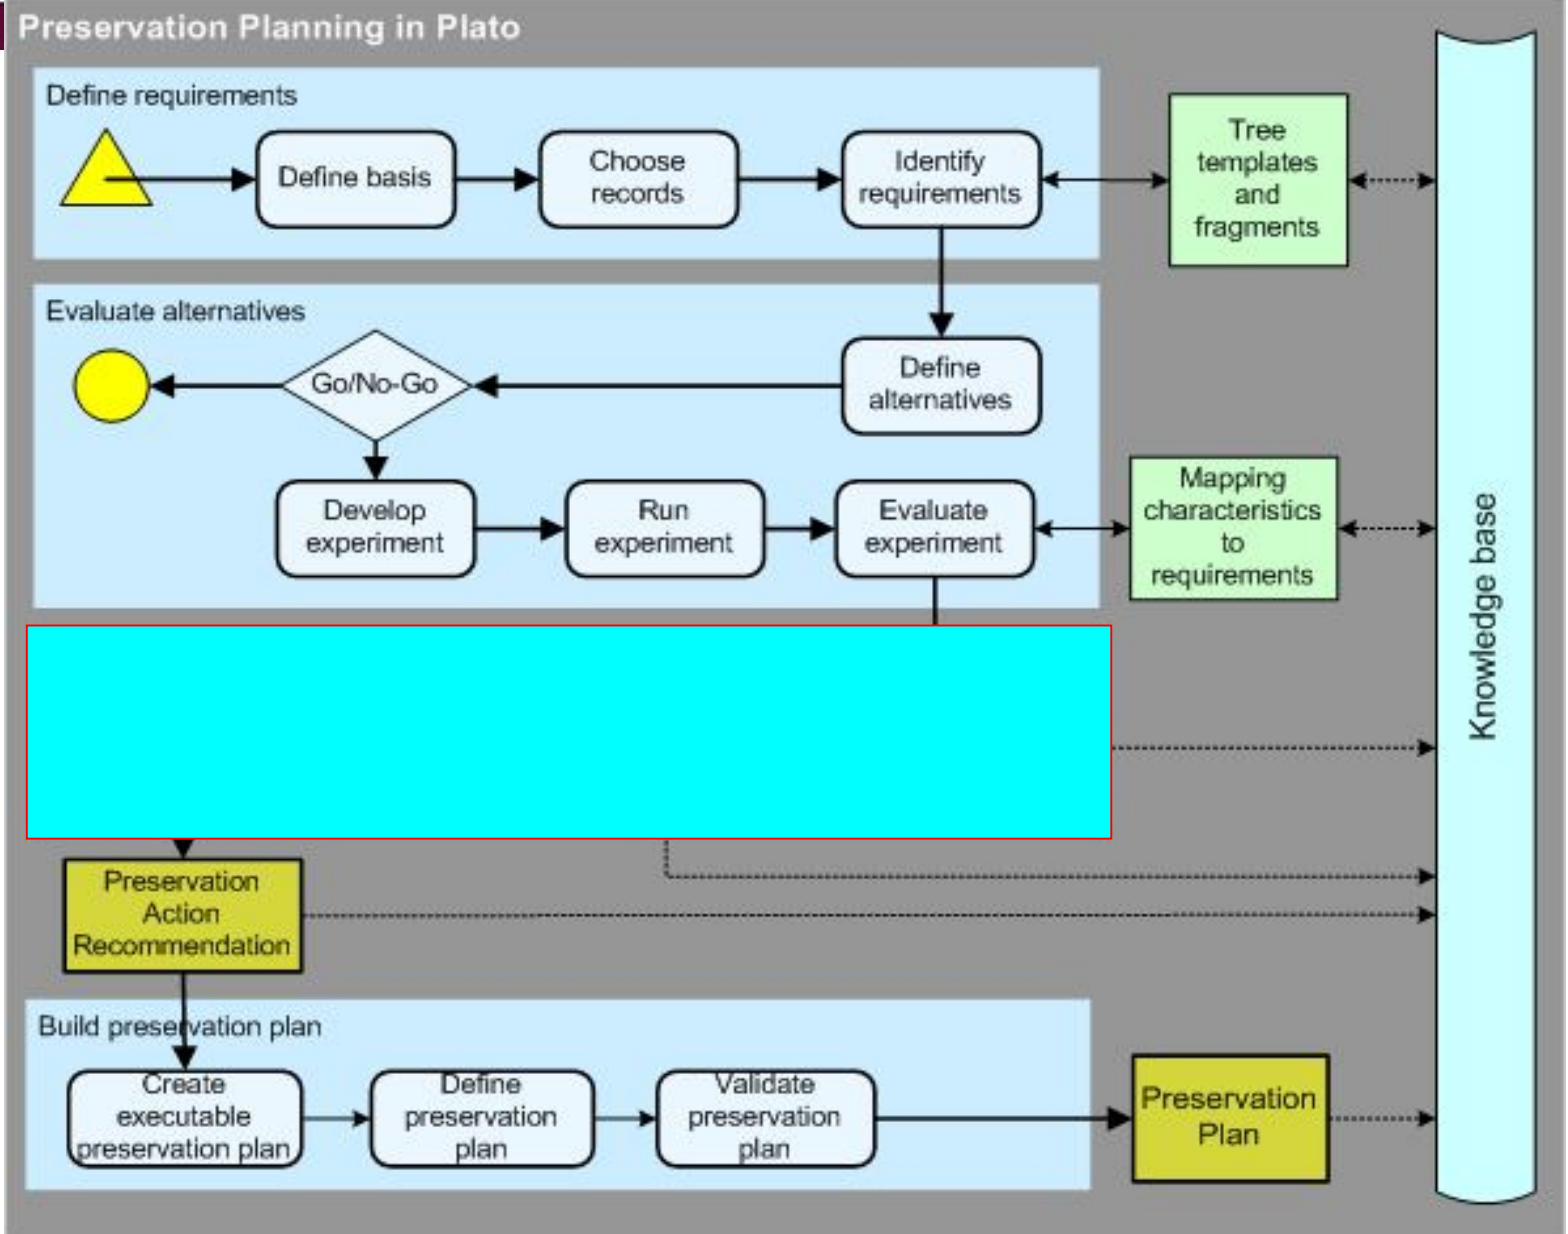 Preservation Planning in Plato
Define requirements
Define basis
Choose
records
Identify
requirements
Tree
templates
and
fragments
Evaluate alternatives
Go/No-Go
Define
alternatives
Develop
experiment
Run
experiment
Evaluate
experiment
Mapping
characteristics
to
requirements
Knowledge base
Preservation
Action
Recommendation
Build preservation plan
Create
executable
preservation plan
Define
preservation
plan
Validate
preservation
plan
Preservation
Plan